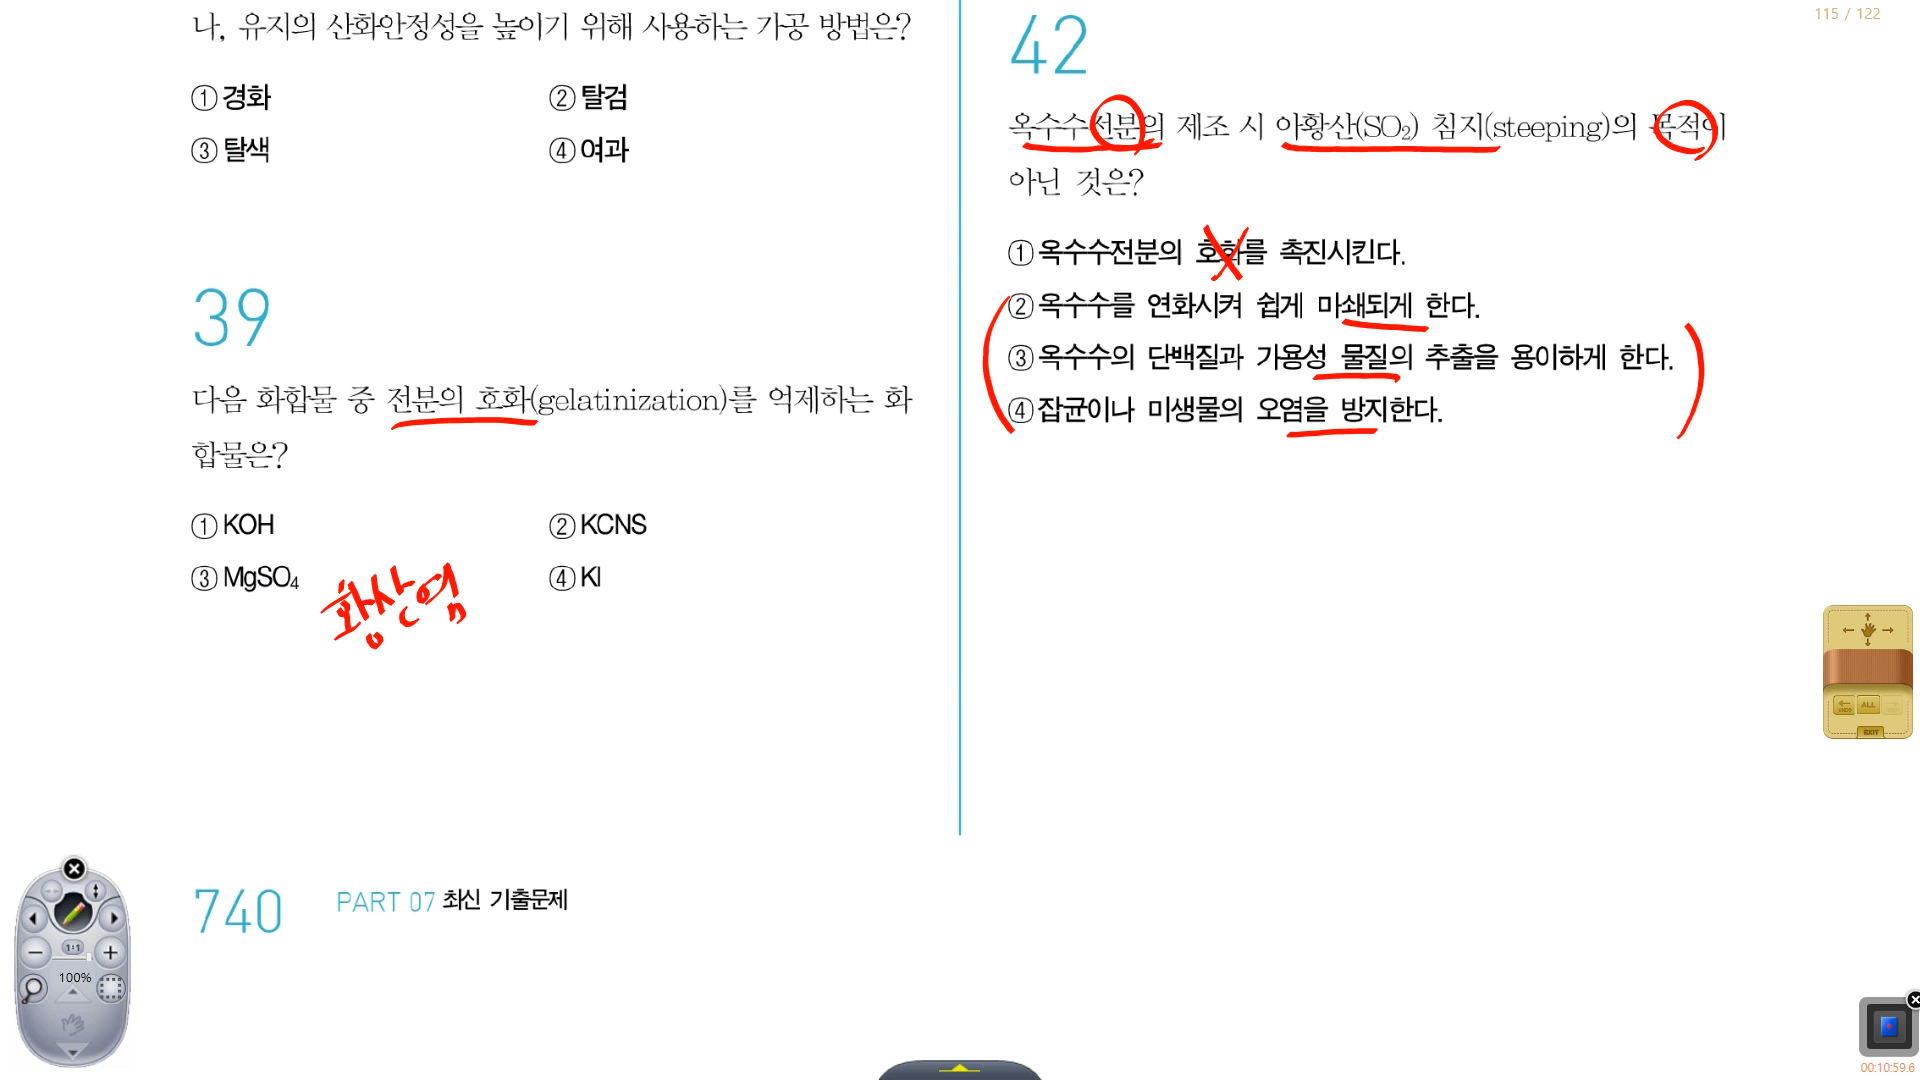 나, 유지의 산화안정성을 높이기 위해 사용하는 가공 방법은?
① 경화 ② 탈검
③ 탈색 ④ 여과
39
다음 화합물 중 전분의 호화(gelatinization)를 억제하는 화
합물은?
① KOH ② KCNS
③ MgSO₄ ④ KI
황산염
740 PART 07 최신 기출문제
42
옥수수전분의 제조 시 아황산(SO₂) 침지(steeping)의 목적이
아닌 것은?
① 옥수수전분의 호화를 촉진시킨다.
② 옥수수를 연화시켜 쉽게 마쇄되게 한다.
③ 옥수수의 단백질과 가용성 물질의 추출을 용이하게 한다.
④ 잡균이나 미생물의 오염을 방지한다.
115 / 122
ALL
EXIT
1:1
100%
00:10:59.6